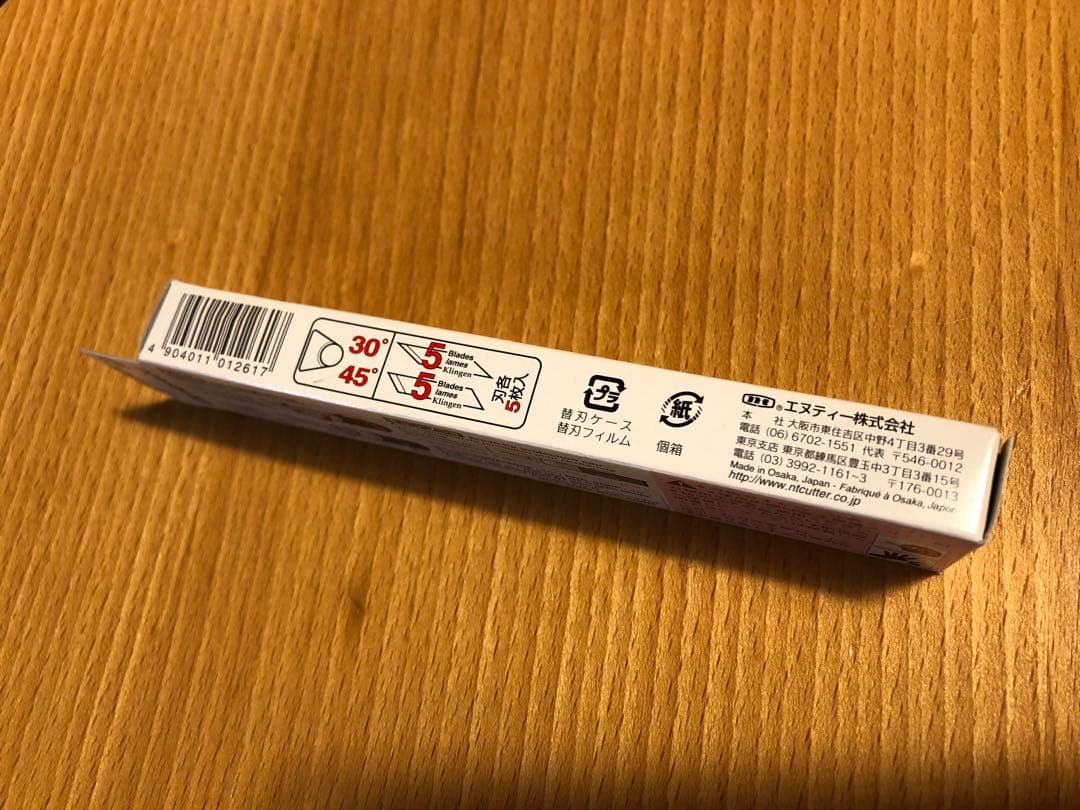 4 904011 012617
30°
45°
5 Blades
lames
Klingen
5 Blades
lames
Klingen
刃各
5枚入
プラ
替刃ケース
替刃フィルム
紙
個箱
エヌティー株式会社
本 社 大阪市東住吉区中野4丁目3番29号
電話 (06) 6702-1551 代表 〒546-0012
東京支店 東京都練馬区豊玉中3丁目3番15号
電話 (03) 3992-1161~3 〒176-0013
Made in Osaka, Japan - Fabriqué à Osaka, Japon
http://www.ntcutter.co.jp